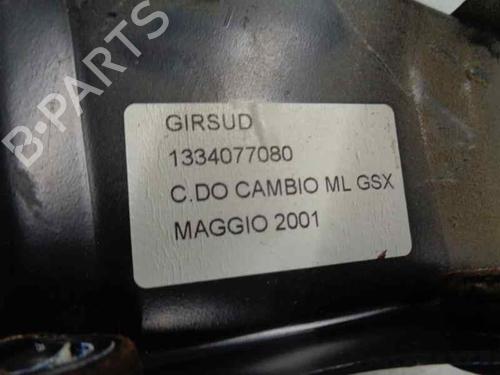 B-PARTS
GIRSUD
1334077080
C.DO CAMBIO ML GSX
MAGGIO 2001